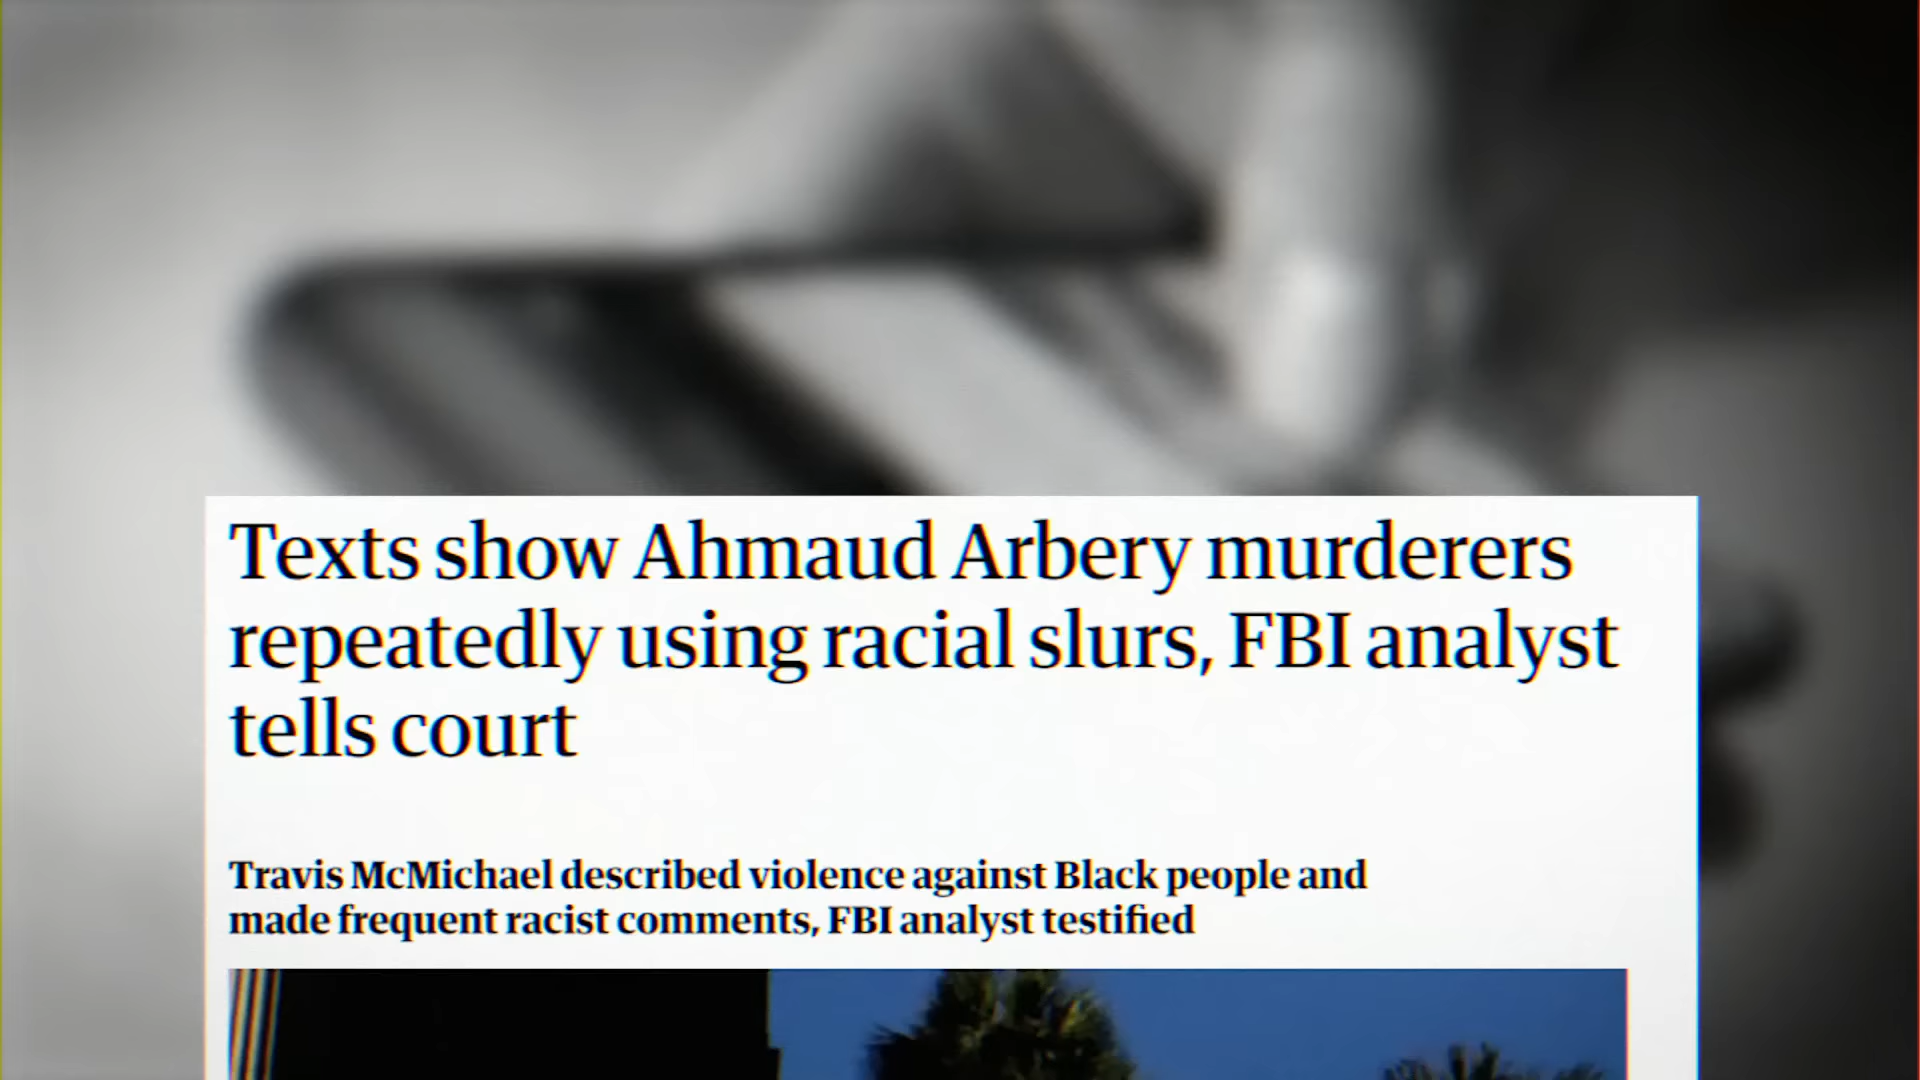 Texts show Ahmaud Arbery murderers
repeatedly using racial slurs, FBI analyst
tells court
Travis McMichael described violence against Black people and
made frequent racist comments, FBI analyst testified